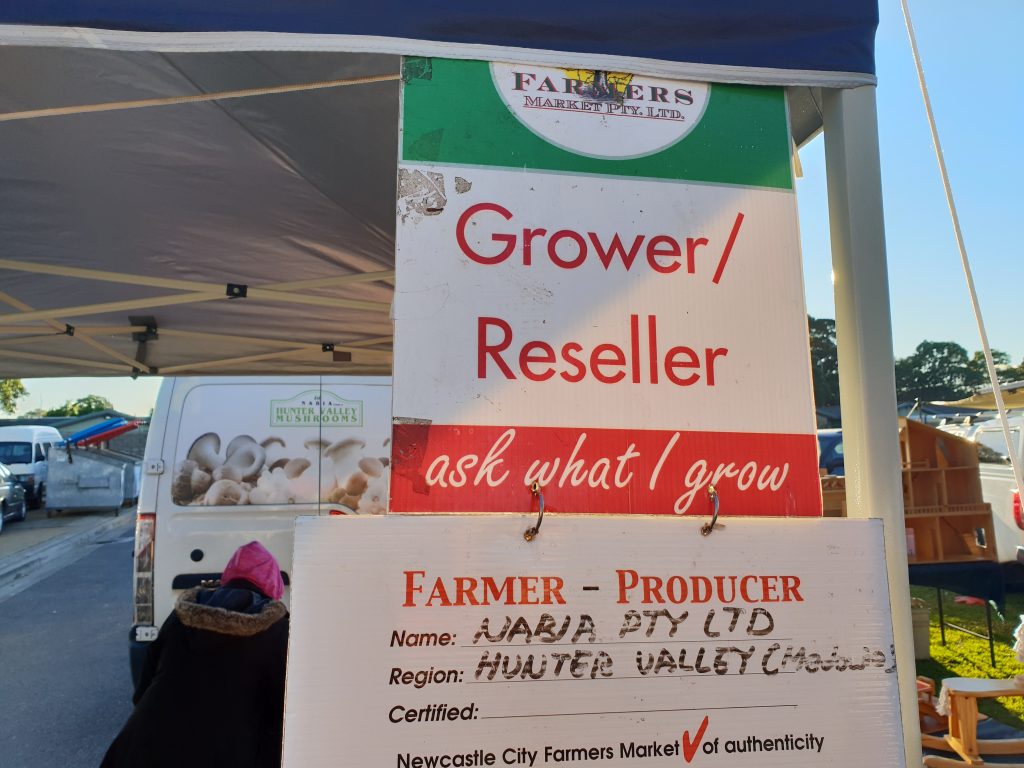 FARMERS
MARKET PTY. LTD.
Grower/
Reseller
ask what I grow
NABIA
HUNTER VALLEY
MUSHROOMS
FARMER - PRODUCER
Name: NABIA PTY LTD
Region: HUNTER VALLEY
Certified:
Newcastle City Farmers Market ✓ of authenticity